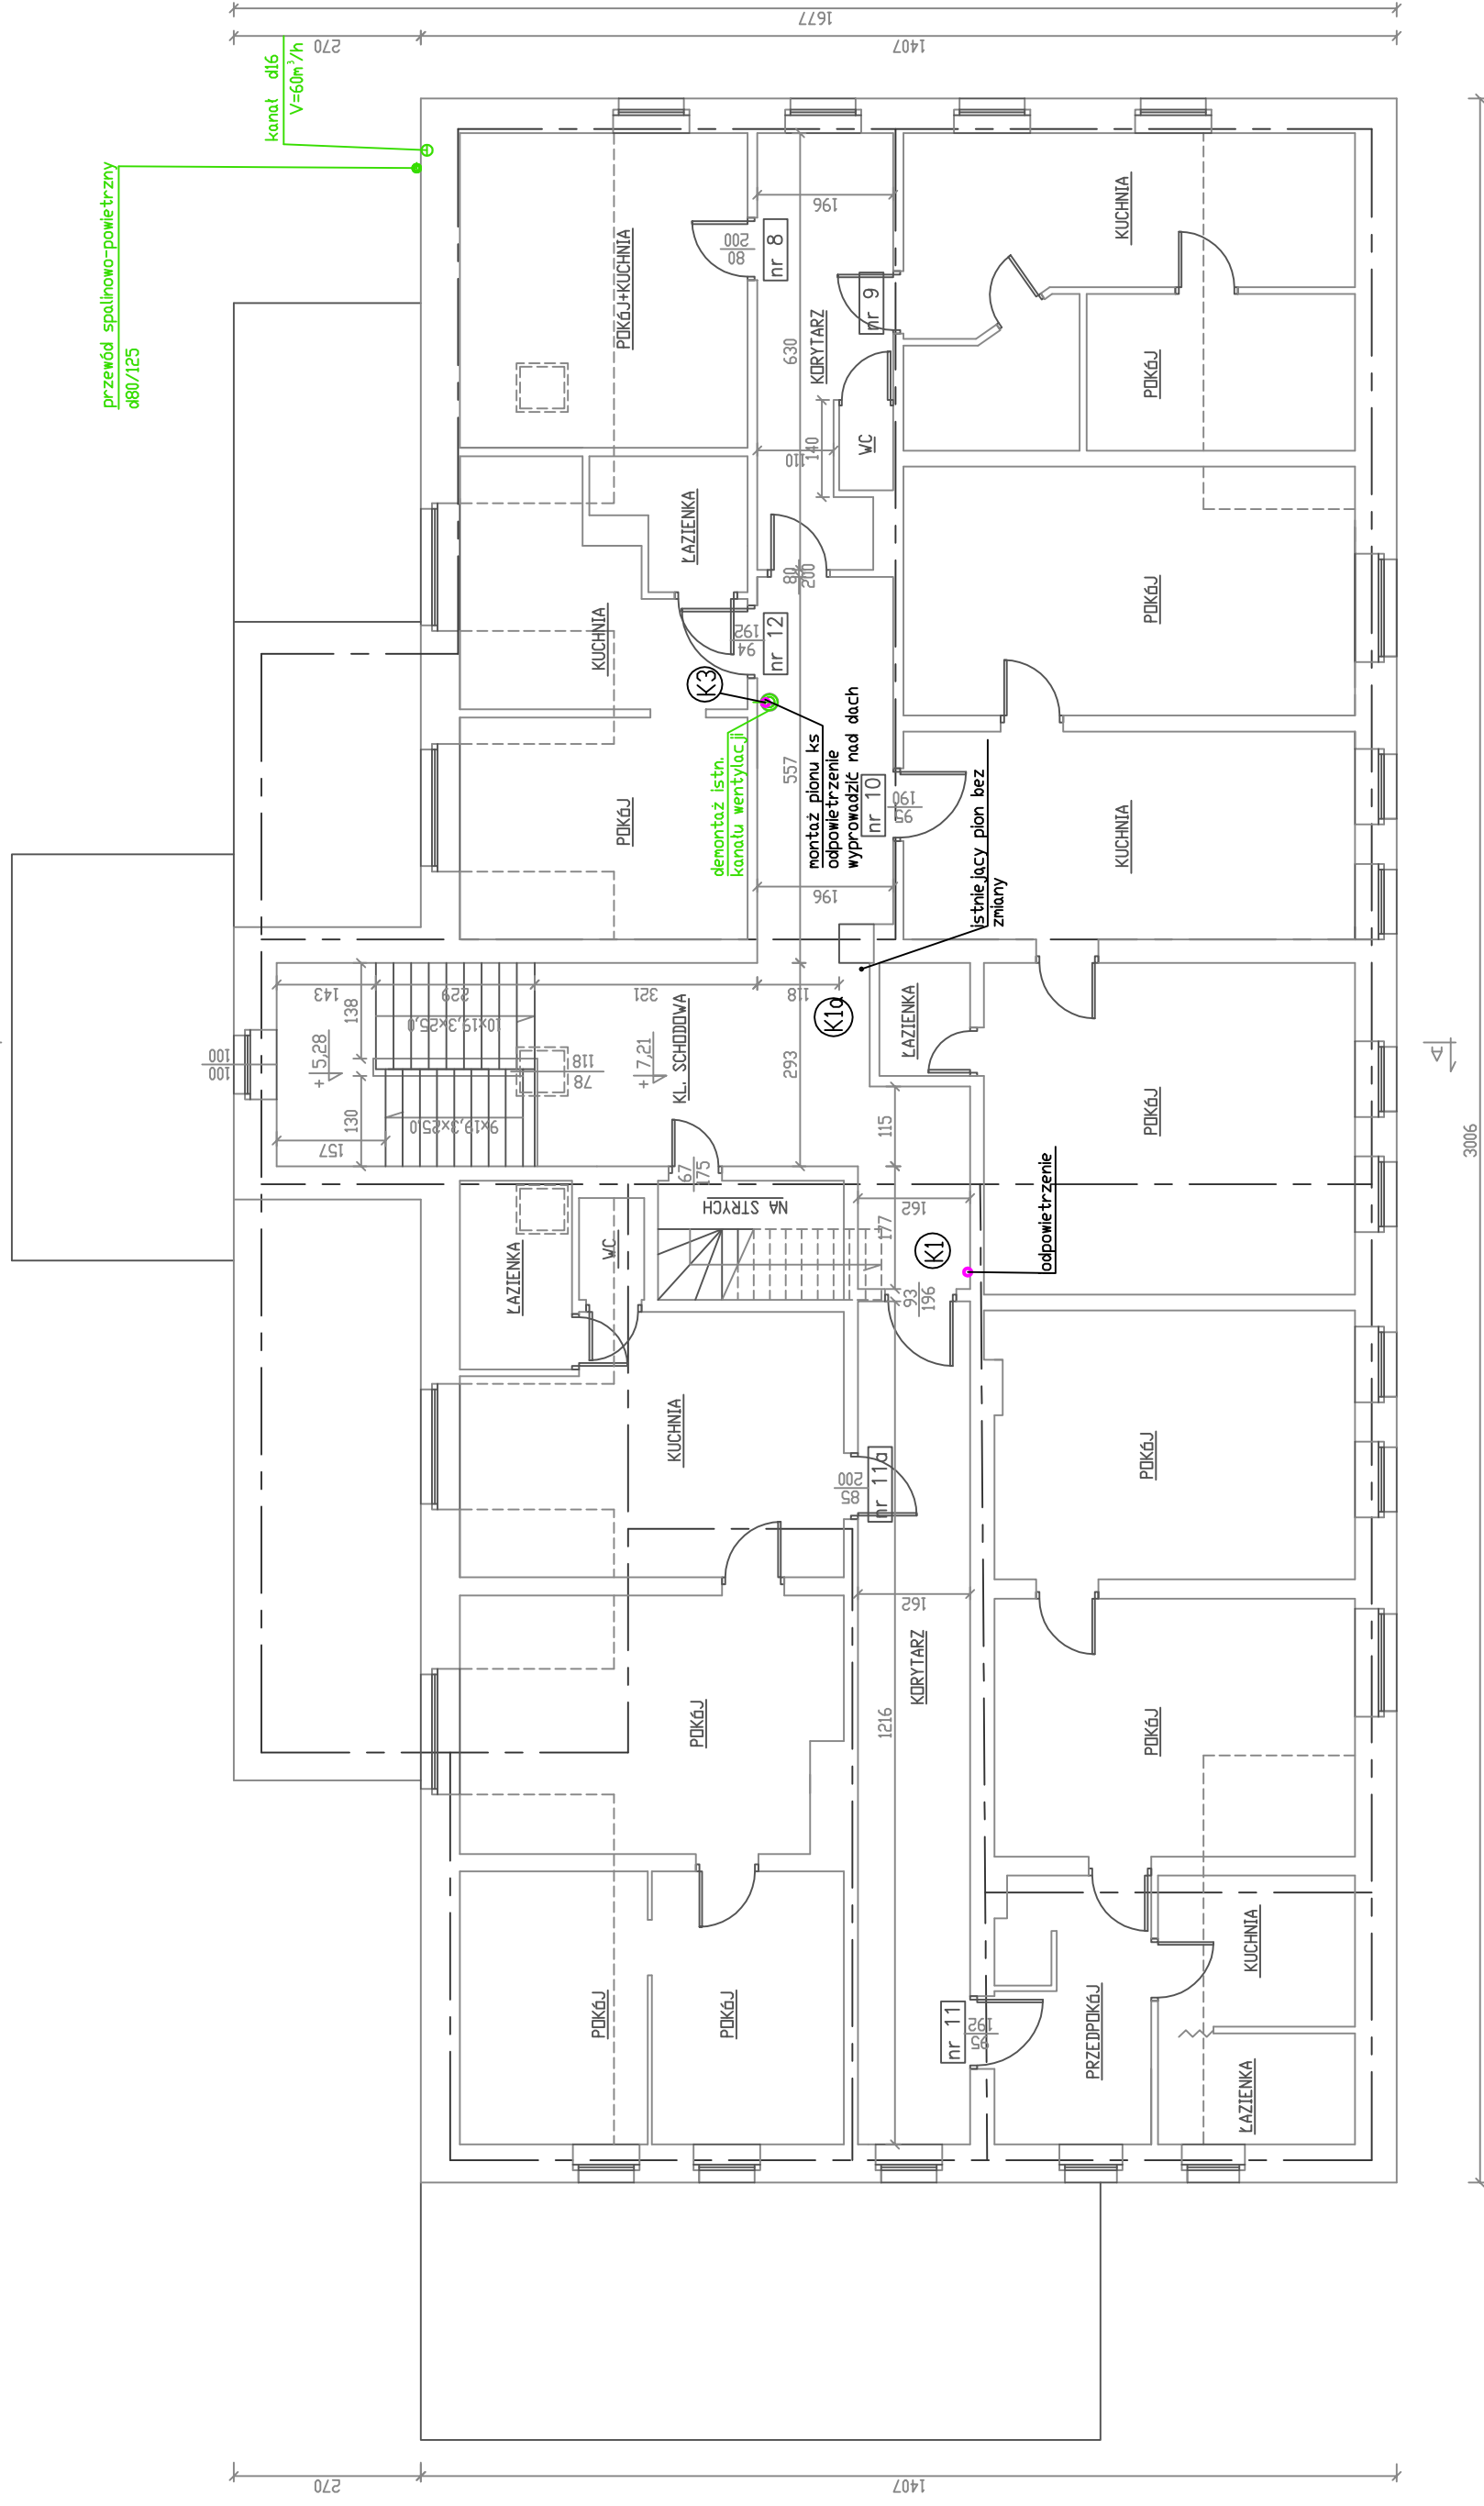 1677
270
1407
kanał d16
V=60m³/h
przewód spalinowo-powietrzny
d80/125
POKÓJ+KUCHNIA
80
200
nr 8
196
KORYTARZ
630
nr 9
KUCHNIA
POKÓJ
WC
140
110
ŁAZIENKA
KUCHNIA
80
200
94
192
nr 12
K3
POKÓJ
demontaż istn.
kanału wentylacji
montaż pionu ks
odpowietrzenie
wyprowadzić nad dach
557
nr 10
95
190
196
POKÓJ
KUCHNIA
istniejący pion bez
zmiany
K1a
118
321
229
143
138
10x19,3x25,0
100
100
+5,28
78
118
+7,21
KL. SCHODOWA
293
130
9x19,3x25,0
157
ŁAZIENKA
POKÓJ
115
67
175
NA STRYCH
162
177
K1
odpowietrzenie
93
196
A
3006
ŁAZIENKA
WC
KUCHNIA
85
200
nr 11a
POKÓJ
162
KORYTARZ
1216
POKÓJ
POKÓJ
POKÓJ
POKÓJ
nr 11
95
192
PRZEDPOKÓJ
KUCHNIA
ŁAZIENKA
270
1407